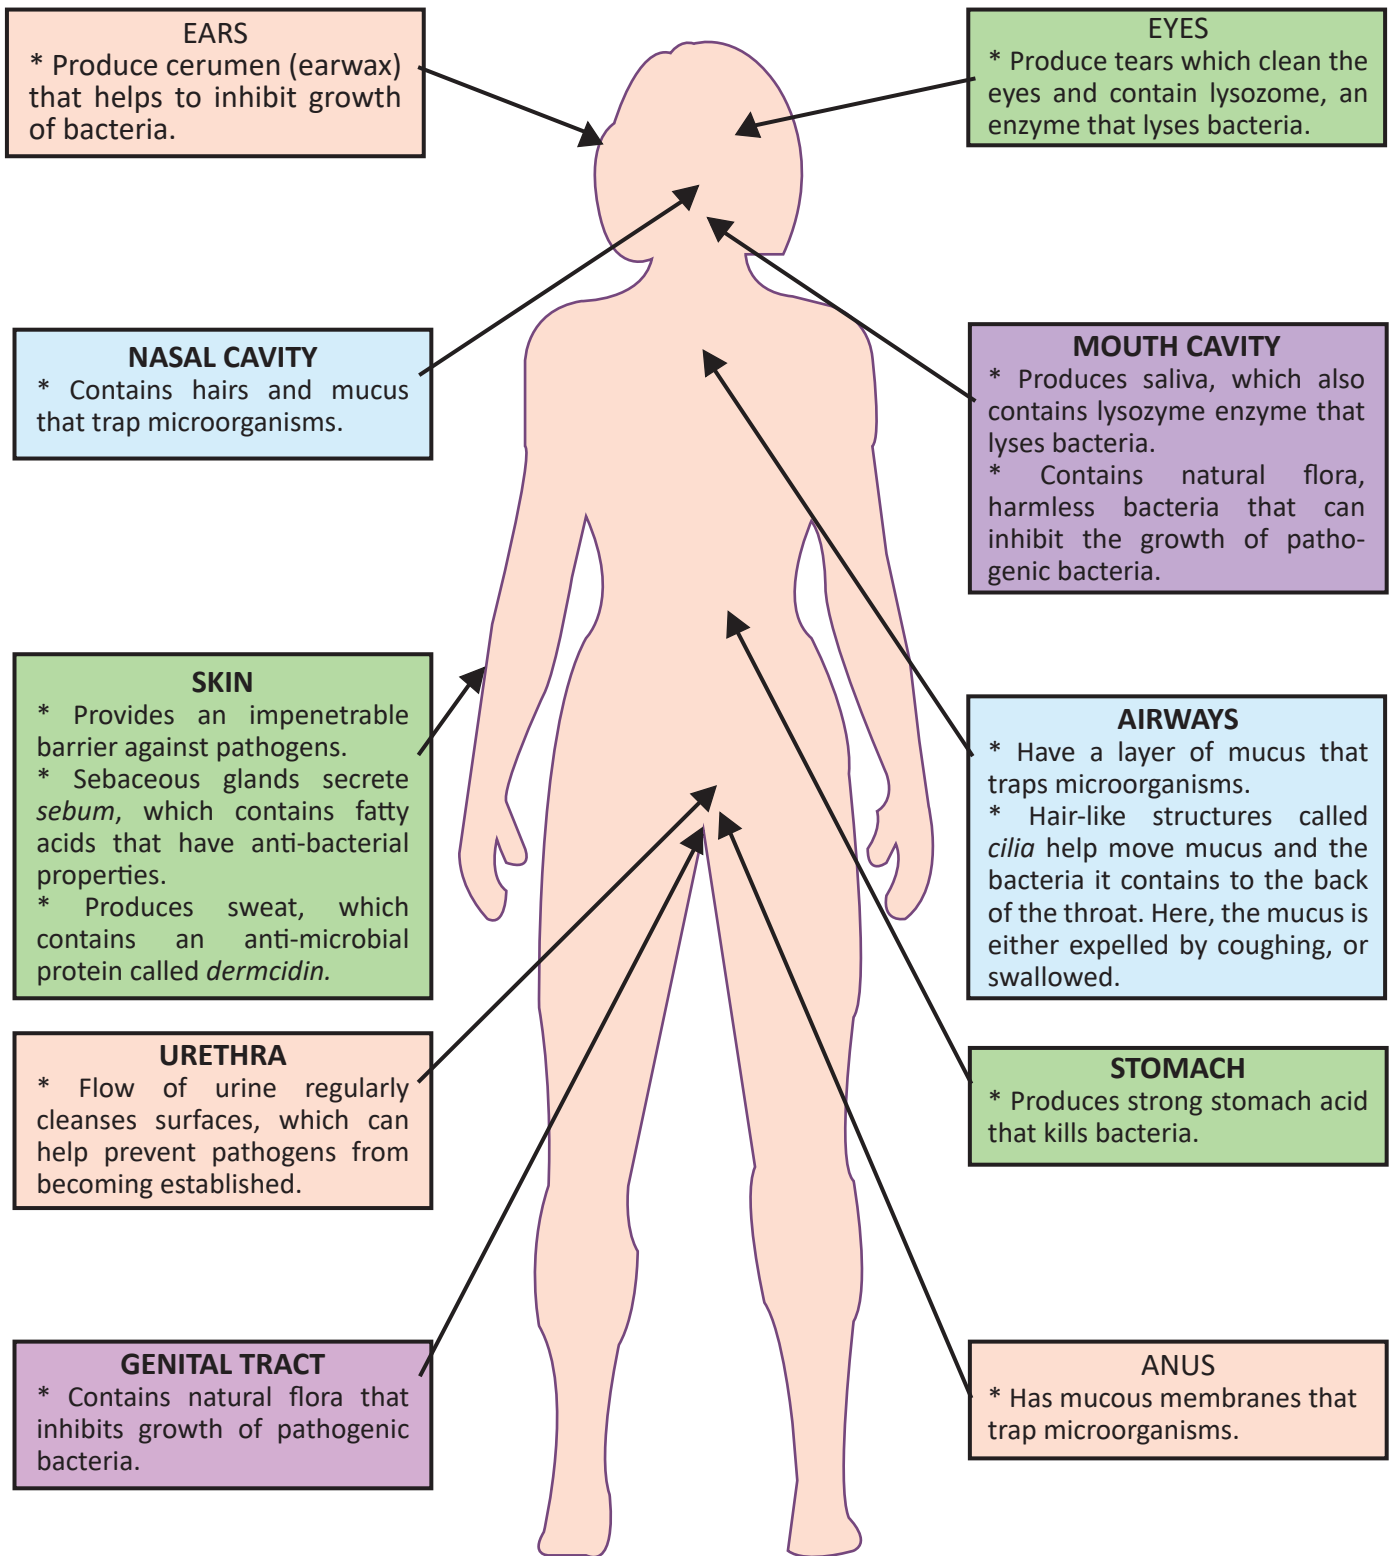 EARS
* Produce cerumen (earwax)
that helps to inhibit growth
of bacteria.
EYES
* Produce tears which clean the
eyes and contain lysozome, an
enzyme that lyses bacteria.
NASAL CAVITY
* Contains hairs and mucus
that trap microorganisms.
MOUTH CAVITY
* Produces saliva, which also
contains lysozyme enzyme that
lyses bacteria.
* Contains natural flora,
harmless bacteria that can
inhibit the growth of patho-
genic bacteria.
SKIN
* Provides an impenetrable
barrier against pathogens.
* Sebaceous glands secrete
sebum, which contains fatty
acids that have anti-bacterial
properties.
* Produces sweat, which
contains an anti-microbial
protein called dermcidin.
AIRWAYS
* Have a layer of mucus that
traps microorganisms.
* Hair-like structures called
cilia help move mucus and the
bacteria it contains to the back
of the throat. Here, the mucus is
either expelled by coughing, or
swallowed.
URETHRA
* Flow of urine regularly
cleanses surfaces, which can
help prevent pathogens from
becoming established.
STOMACH
* Produces strong stomach acid
that kills bacteria.
GENITAL TRACT
* Contains natural flora that
inhibits growth of pathogenic
bacteria.
ANUS
* Has mucous membranes that
trap microorganisms.